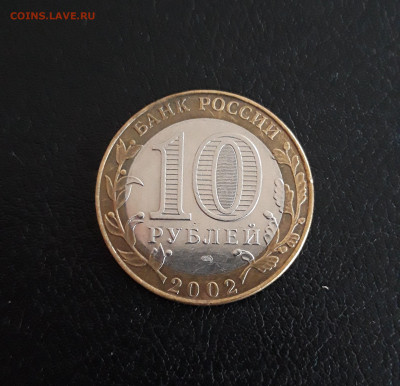 COINS.LAVE.RU
БАНК РОССИИ
10
РУБЛЕЙ
2002